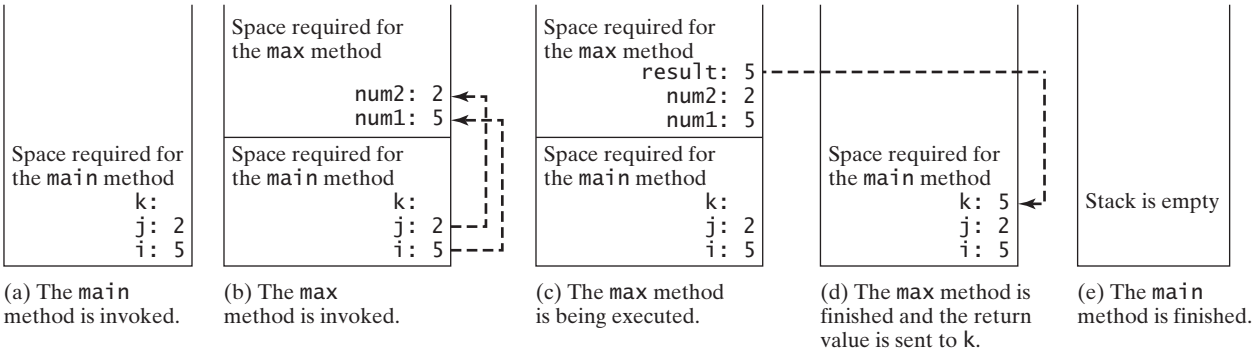 Space required for
the main method
k:
j: 2
i: 5
(a) The main
method is invoked.
Space required for
the max method
num2: 2
num1: 5
Space required for
the main method
k:
j: 2
i: 5
(b) The max
method is invoked.
Space required for
the max method
result: 5
num2: 2
num1: 5
Space required for
the main method
k:
j: 2
i: 5
(c) The max method
is being executed.
Space required for
the main method
k: 5
j: 2
i: 5
(d) The max method is
finished and the return
value is sent to k.
Stack is empty
(e) The main
method is finished.